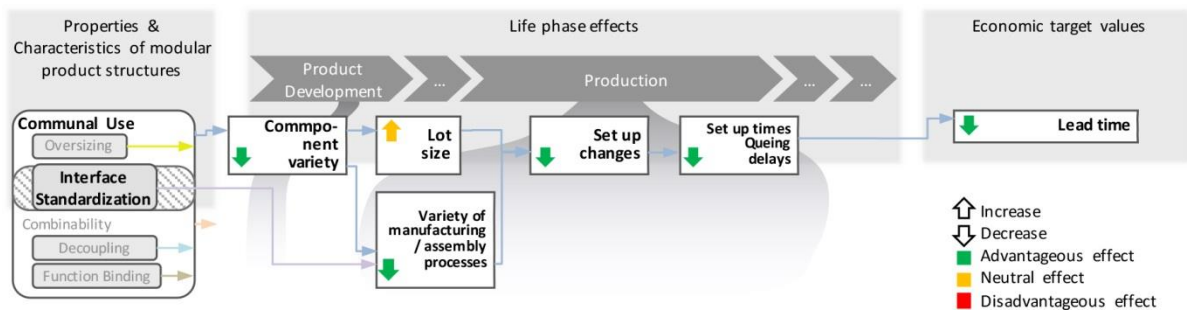 Properties &
Characteristics of modular
product structures
Life phase effects
Economic target values
Product
Development
...
Production
...
...
Communal Use
Oversizing
Interface
Standardization
Combinability
Decoupling
Function Binding
Commpo-
nent
variety
Lot
size
Variety of
manufacturing
/ assembly
processes
Set up
changes
Set up times
Queing
delays
Lead time
Increase
Decrease
Advantageous effect
Neutral effect
Disadvantageous effect